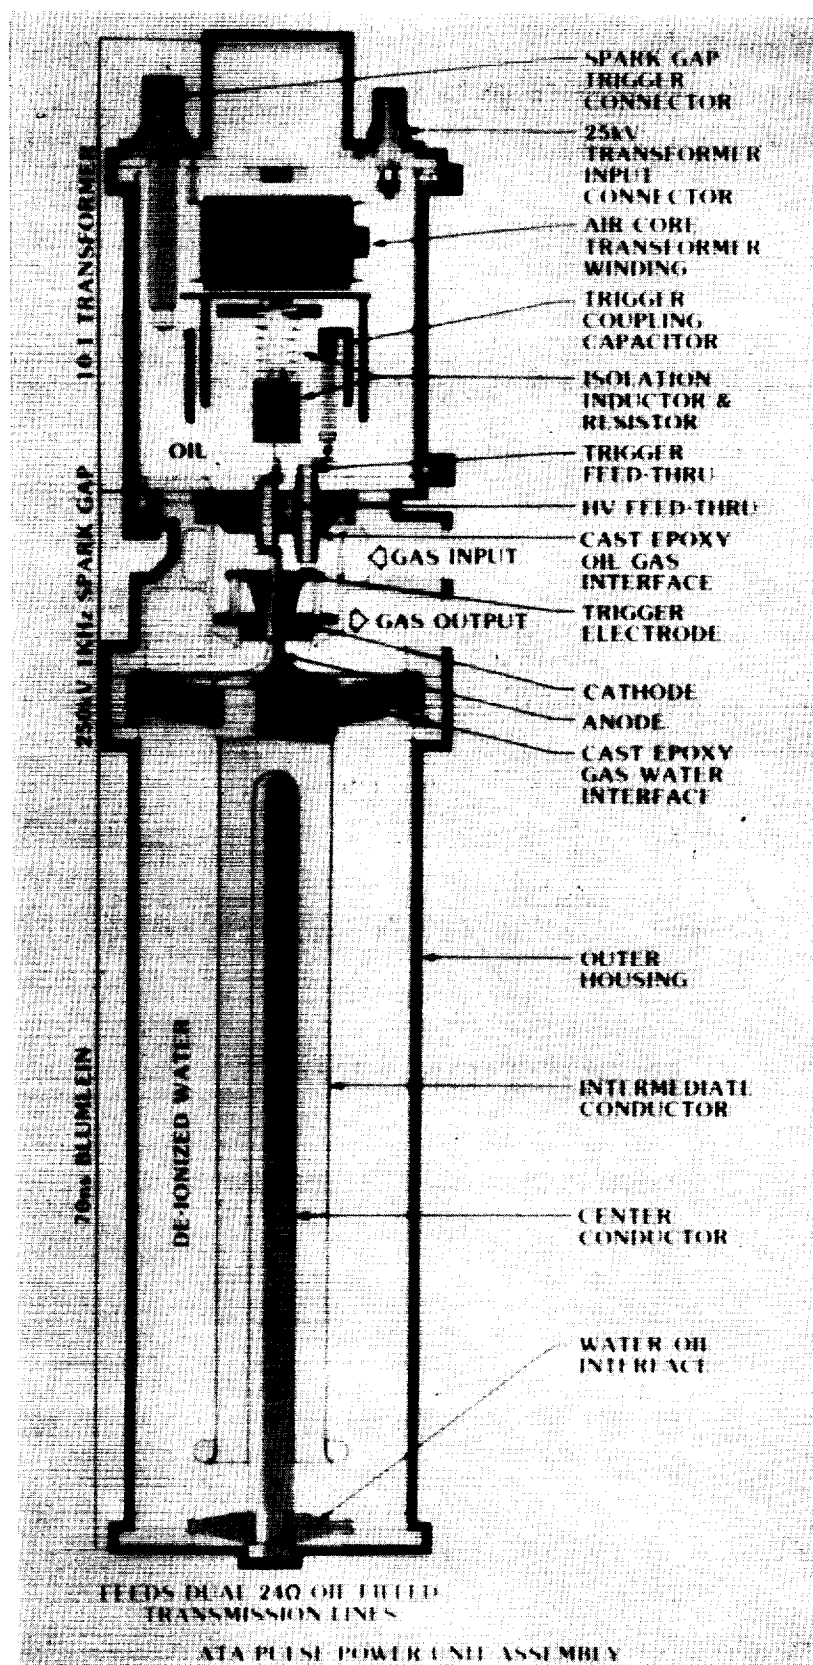 SPARK GAP
TRIGGER
CONNECTOR
25kV
TRANSFORMER
INPUT
CONNECTOR
AIR CORE
TRANSFORMER
WINDING
TRIGGER
COUPLING
CAPACITOR
ISOLATION
INDUCTOR &
RESISTOR
TRIGGER
FEED-THRU
HV FEED-THRU
CAST EPOXY
OIL GAS
INTERFACE
TRIGGER
ELECTRODE
CATHODE
ANODE
CAST EPOXY
GAS WATER
INTERFACE
OUTER
HOUSING
INTERMEDIATE
CONDUCTOR
CENTER
CONDUCTOR
WATER OIL
INTERFACE
10:1 TRANSFORMER
OIL
250kV 1KHz SPARK GAP
GAS INPUT
GAS OUTPUT
70ns BLUMLEIN
DE-IONIZED WATER
FEEDS DUAL 24Ω OIL FILLED
TRANSMISSION LINES
ATA PULSE POWER UNIT ASSEMBLY